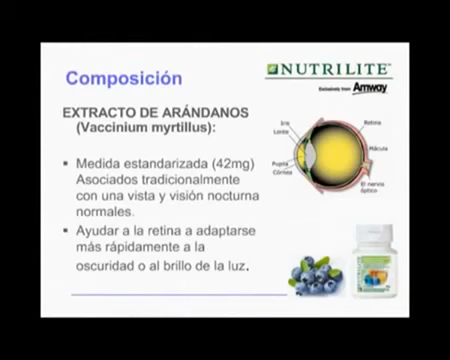 Composición
NUTRILITE™
Exclusively from Amway
EXTRACTO DE ARÁNDANOS
(Vaccinium myrtillus):
▪ Medida estandarizada (42mg)
Asociados tradicionalmente
con una vista y visión nocturna
normales.
▪ Ayudar a la retina a adaptarse
más rápidamente a la
oscuridad o al brillo de la luz.
Iris
Lente
Pupila
Córnea
Retina
Mácula
El nervio
óptico